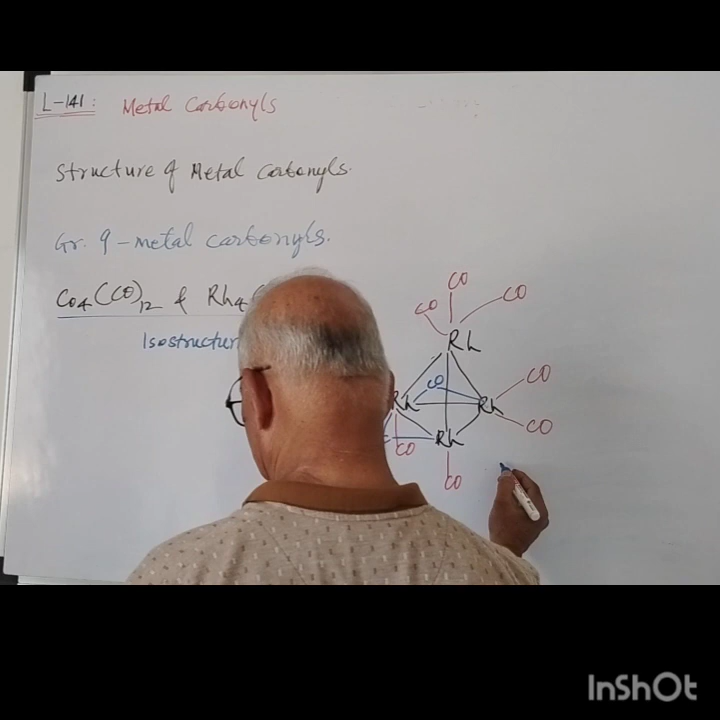 L-141: Metal Carbonyls
Structure of Metal Carbonyls.
Gr. 9-metal carbonyls.
Co4(CO)12 & Rh4(
Isostructur
CO
CO CO
Rh
CO CO
Rh Rh
CO
Rh
CO
CO
InShOt